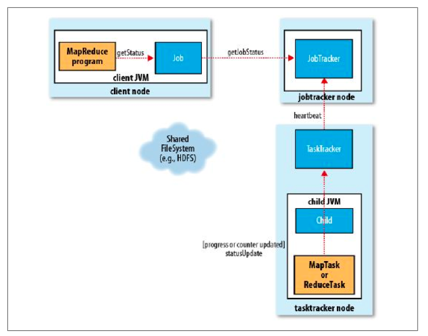 MapReduce
program
getStatus
Job
getJobStatus
JobTracker
client JVM
client node
jobtracker node
heartbeat
Shared
FileSystem
(e.g., HDFS)
TaskTracker
child JVM
Child
[progress or counter updated]
statusUpdate
MapTask
or
ReduceTask
tasktracker node